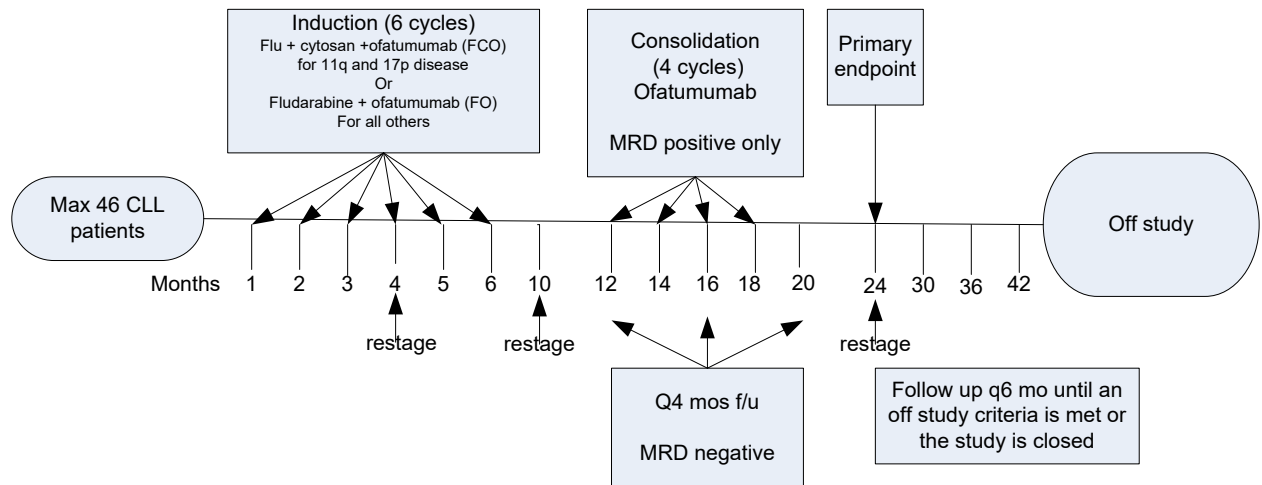 Induction (6 cycles)
Flu + cytosan +ofatumumab (FCO)
for 11q and 17p disease
Or
Fludarabine + ofatumumab (FO)
For all others
Consolidation
(4 cycles)
Ofatumumab
MRD positive only
Primary
endpoint
Max 46 CLL
patients
Off study
Months 1 2 3 4 5 6 10 12 14 16 18 20 24 30 36 42
restage restage restage
Q4 mos f/u
MRD negative
Follow up q6 mo until an
off study criteria is met or
the study is closed